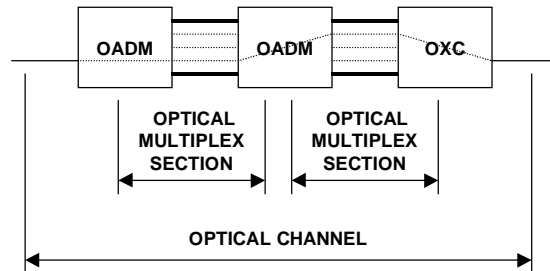 OADM
OADM
OXC
OPTICAL
MULTIPLEX
SECTION
OPTICAL
MULTIPLEX
SECTION
OPTICAL CHANNEL